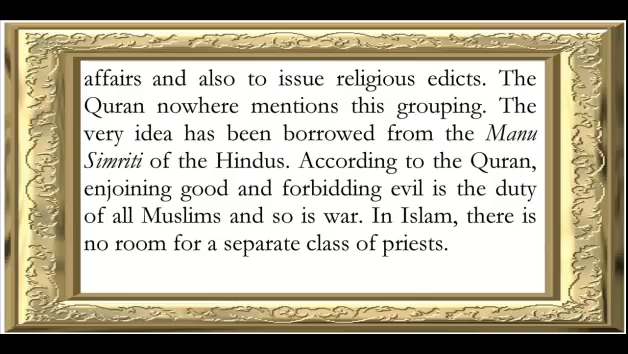 affairs and also to issue religious edicts. The
Quran nowhere mentions this grouping. The
very idea has been borrowed from the Manu
Simriti of the Hindus. According to the Quran,
enjoining good and forbidding evil is the duty
of all Muslims and so is war. In Islam, there is
no room for a separate class of priests.